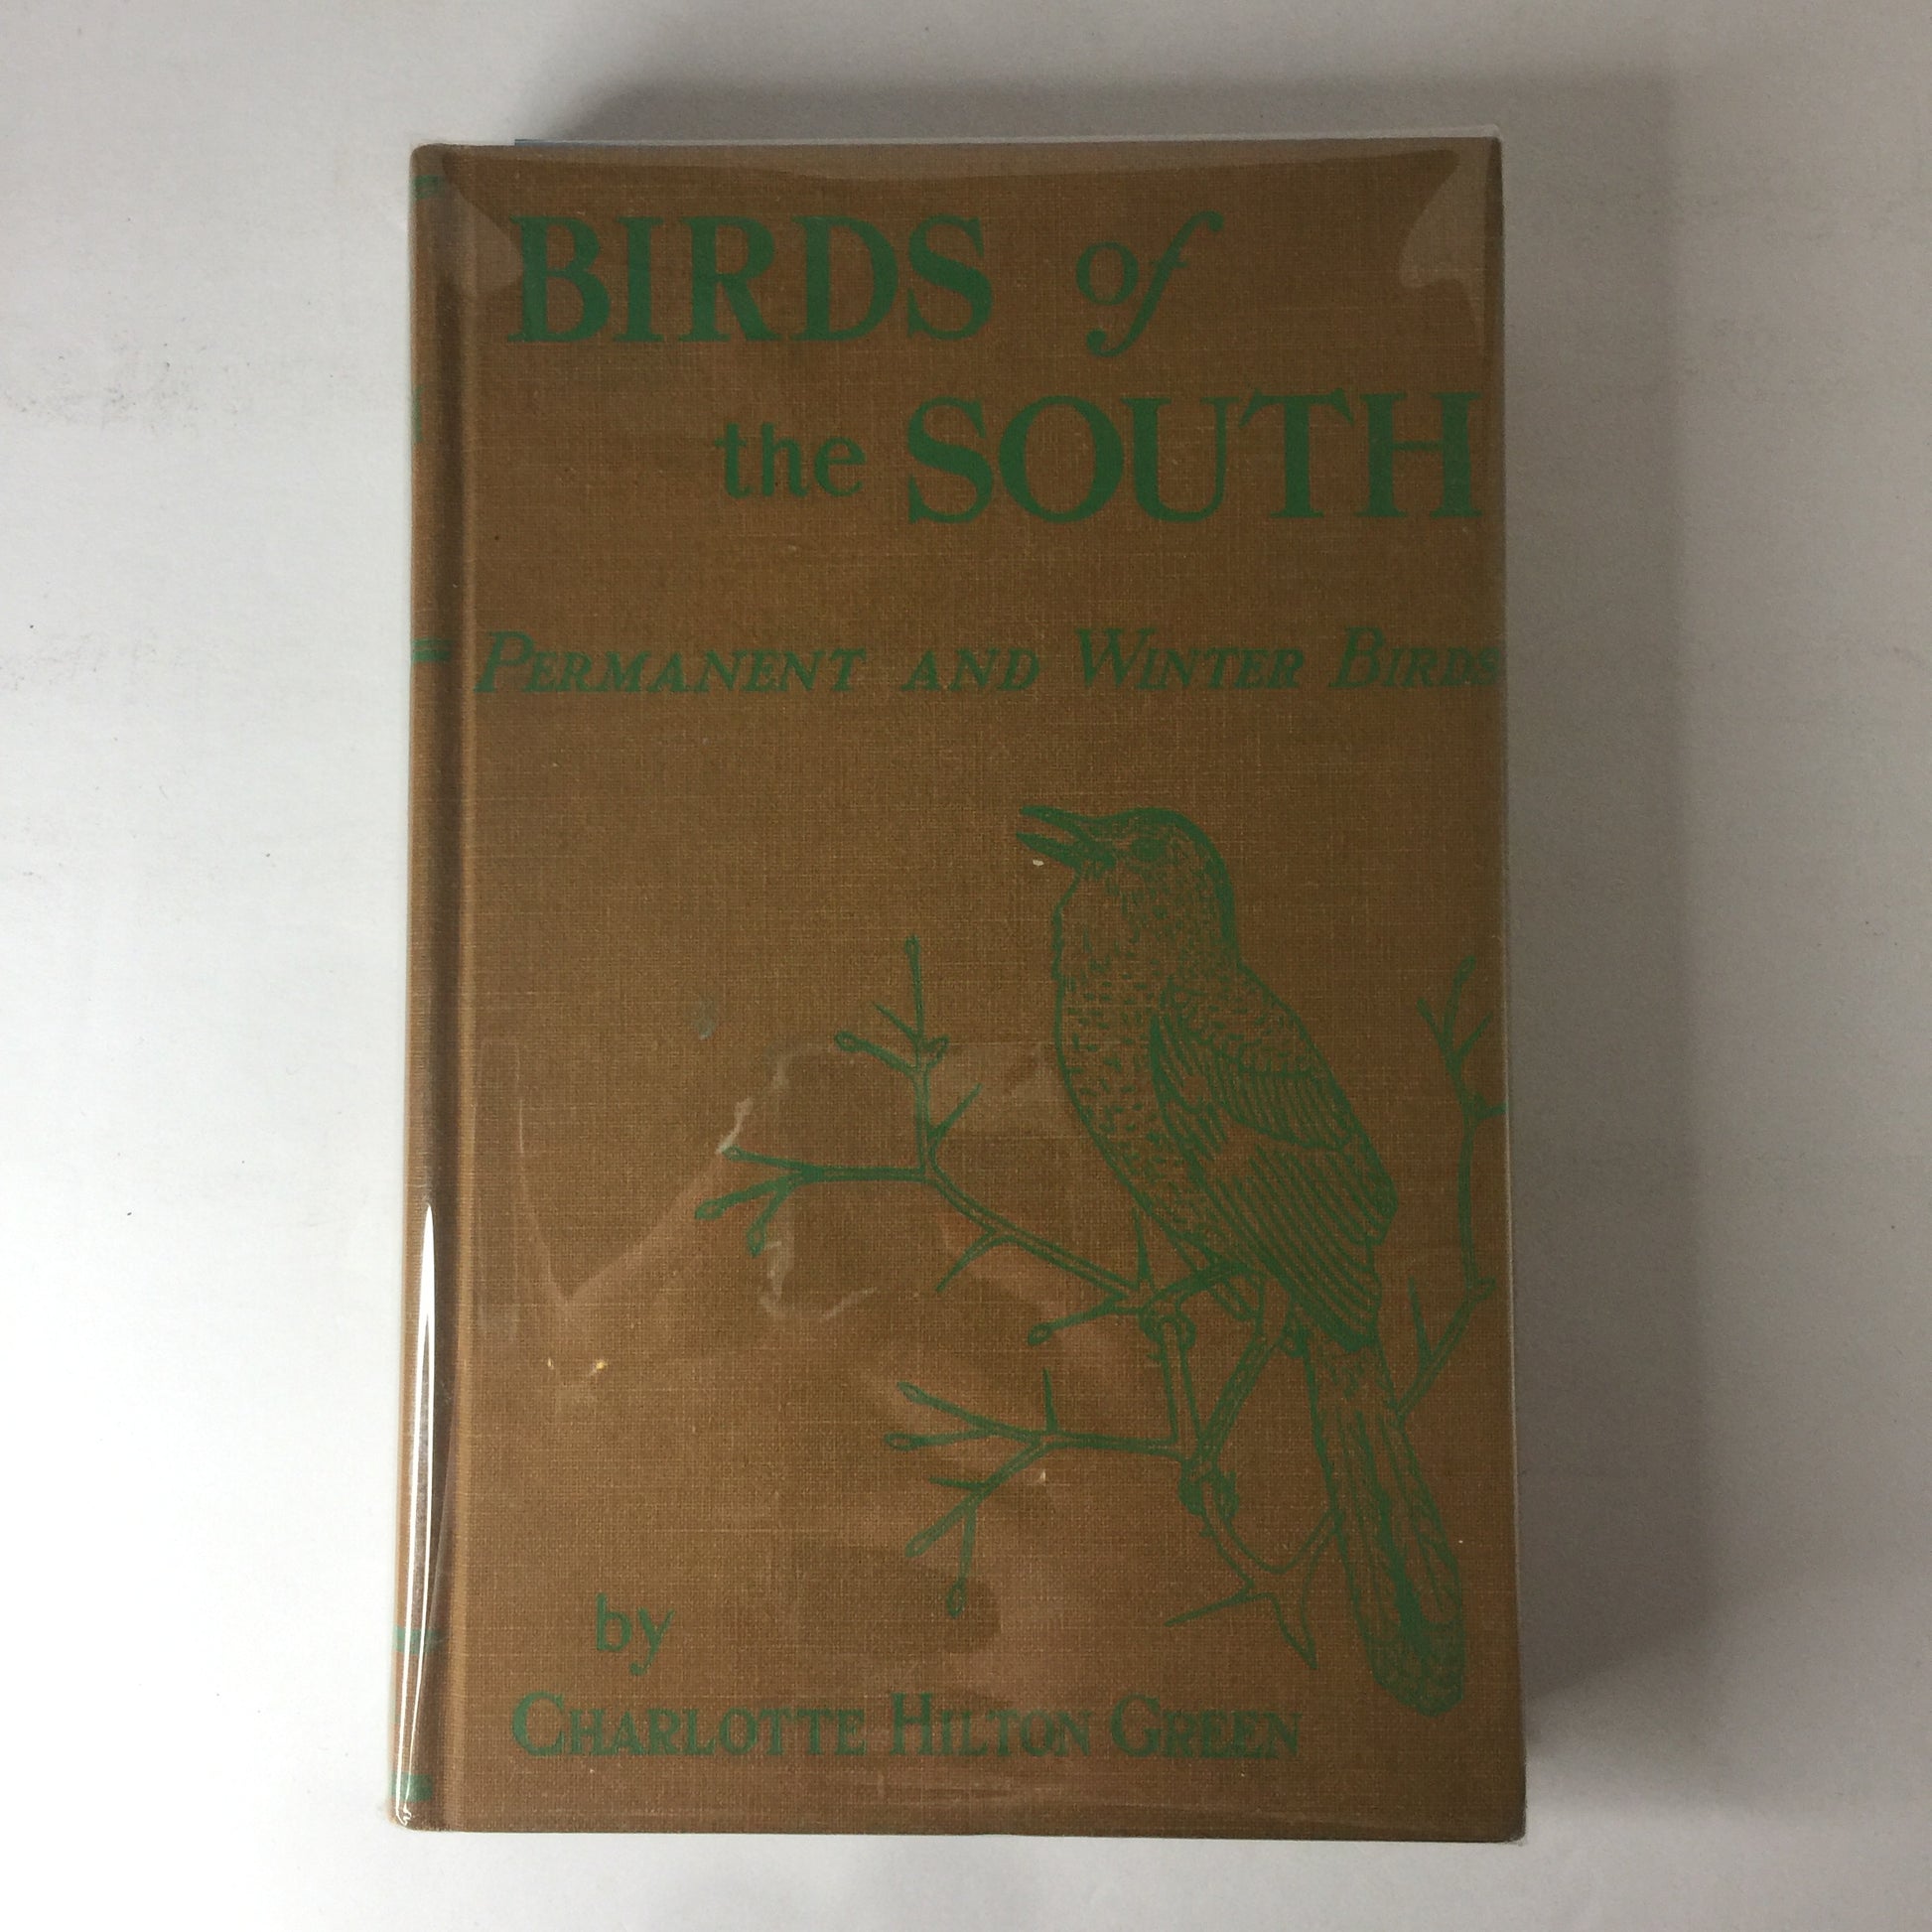 BIRDS of
the SOUTH
PERMANENT AND WINTER BIRDS
by
CHARLOTTE HILTON GREEN